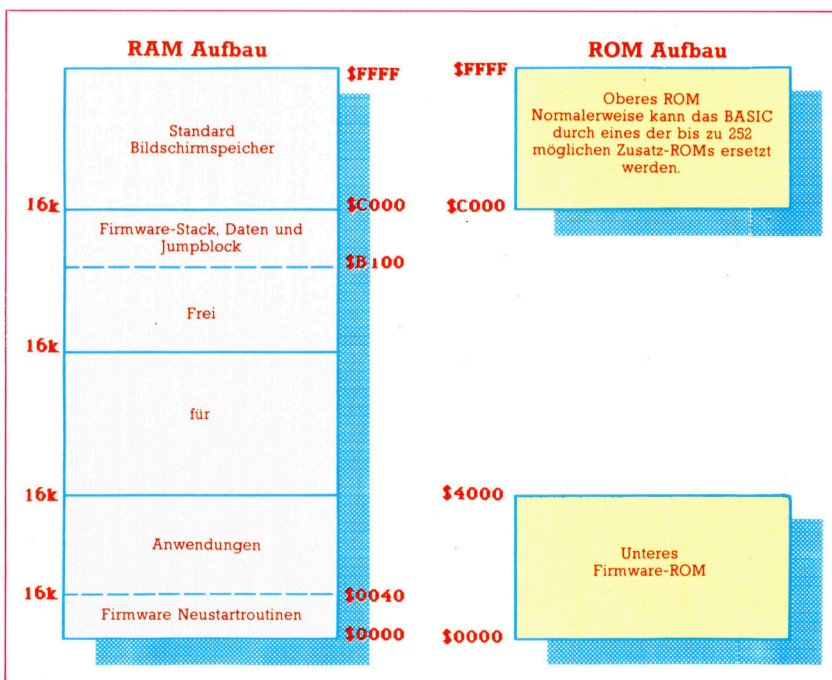 RAM Aufbau
$FFFF
Standard
Bildschirmspeicher
16k
$C000
Firmware-Stack, Daten und
Jumpblock
$B100
Frei
16k
für
16k
Anwendungen
16k
$0040
Firmware Neustartroutinen
$0000
ROM Aufbau
$FFFF
Oberes ROM
Normalerweise kann das BASIC
durch eines der bis zu 252
möglichen Zusatz-ROMs ersetzt
werden.
$C000
$4000
Unteres
Firmware-ROM
$0000